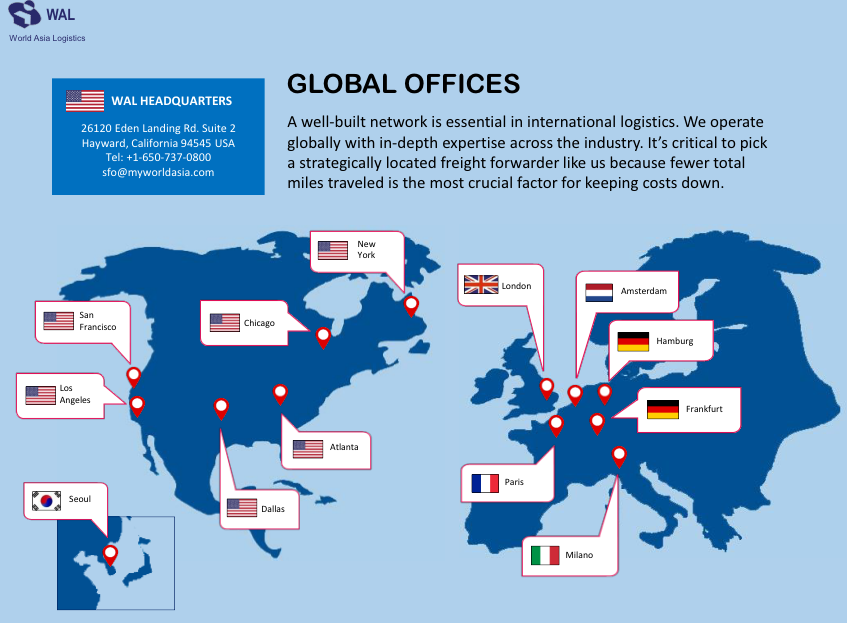 WAL
World Asia Logistics
GLOBAL OFFICES
WAL HEADQUARTERS
26120 Eden Landing Rd. Suite 2
Hayward, California 94545 USA
Tel: +1-650-737-0800
sfo@myworldasia.com
A well-built network is essential in international logistics. We operate
globally with in-depth expertise across the industry. It's critical to pick
a strategically located freight forwarder like us because fewer total
miles traveled is the most crucial factor for keeping costs down.
New
York
London
Amsterdam
San
Francisco
Chicago
Hamburg
Los
Angeles
Frankfurt
Atlanta
Paris
Seoul
Dallas
Milano